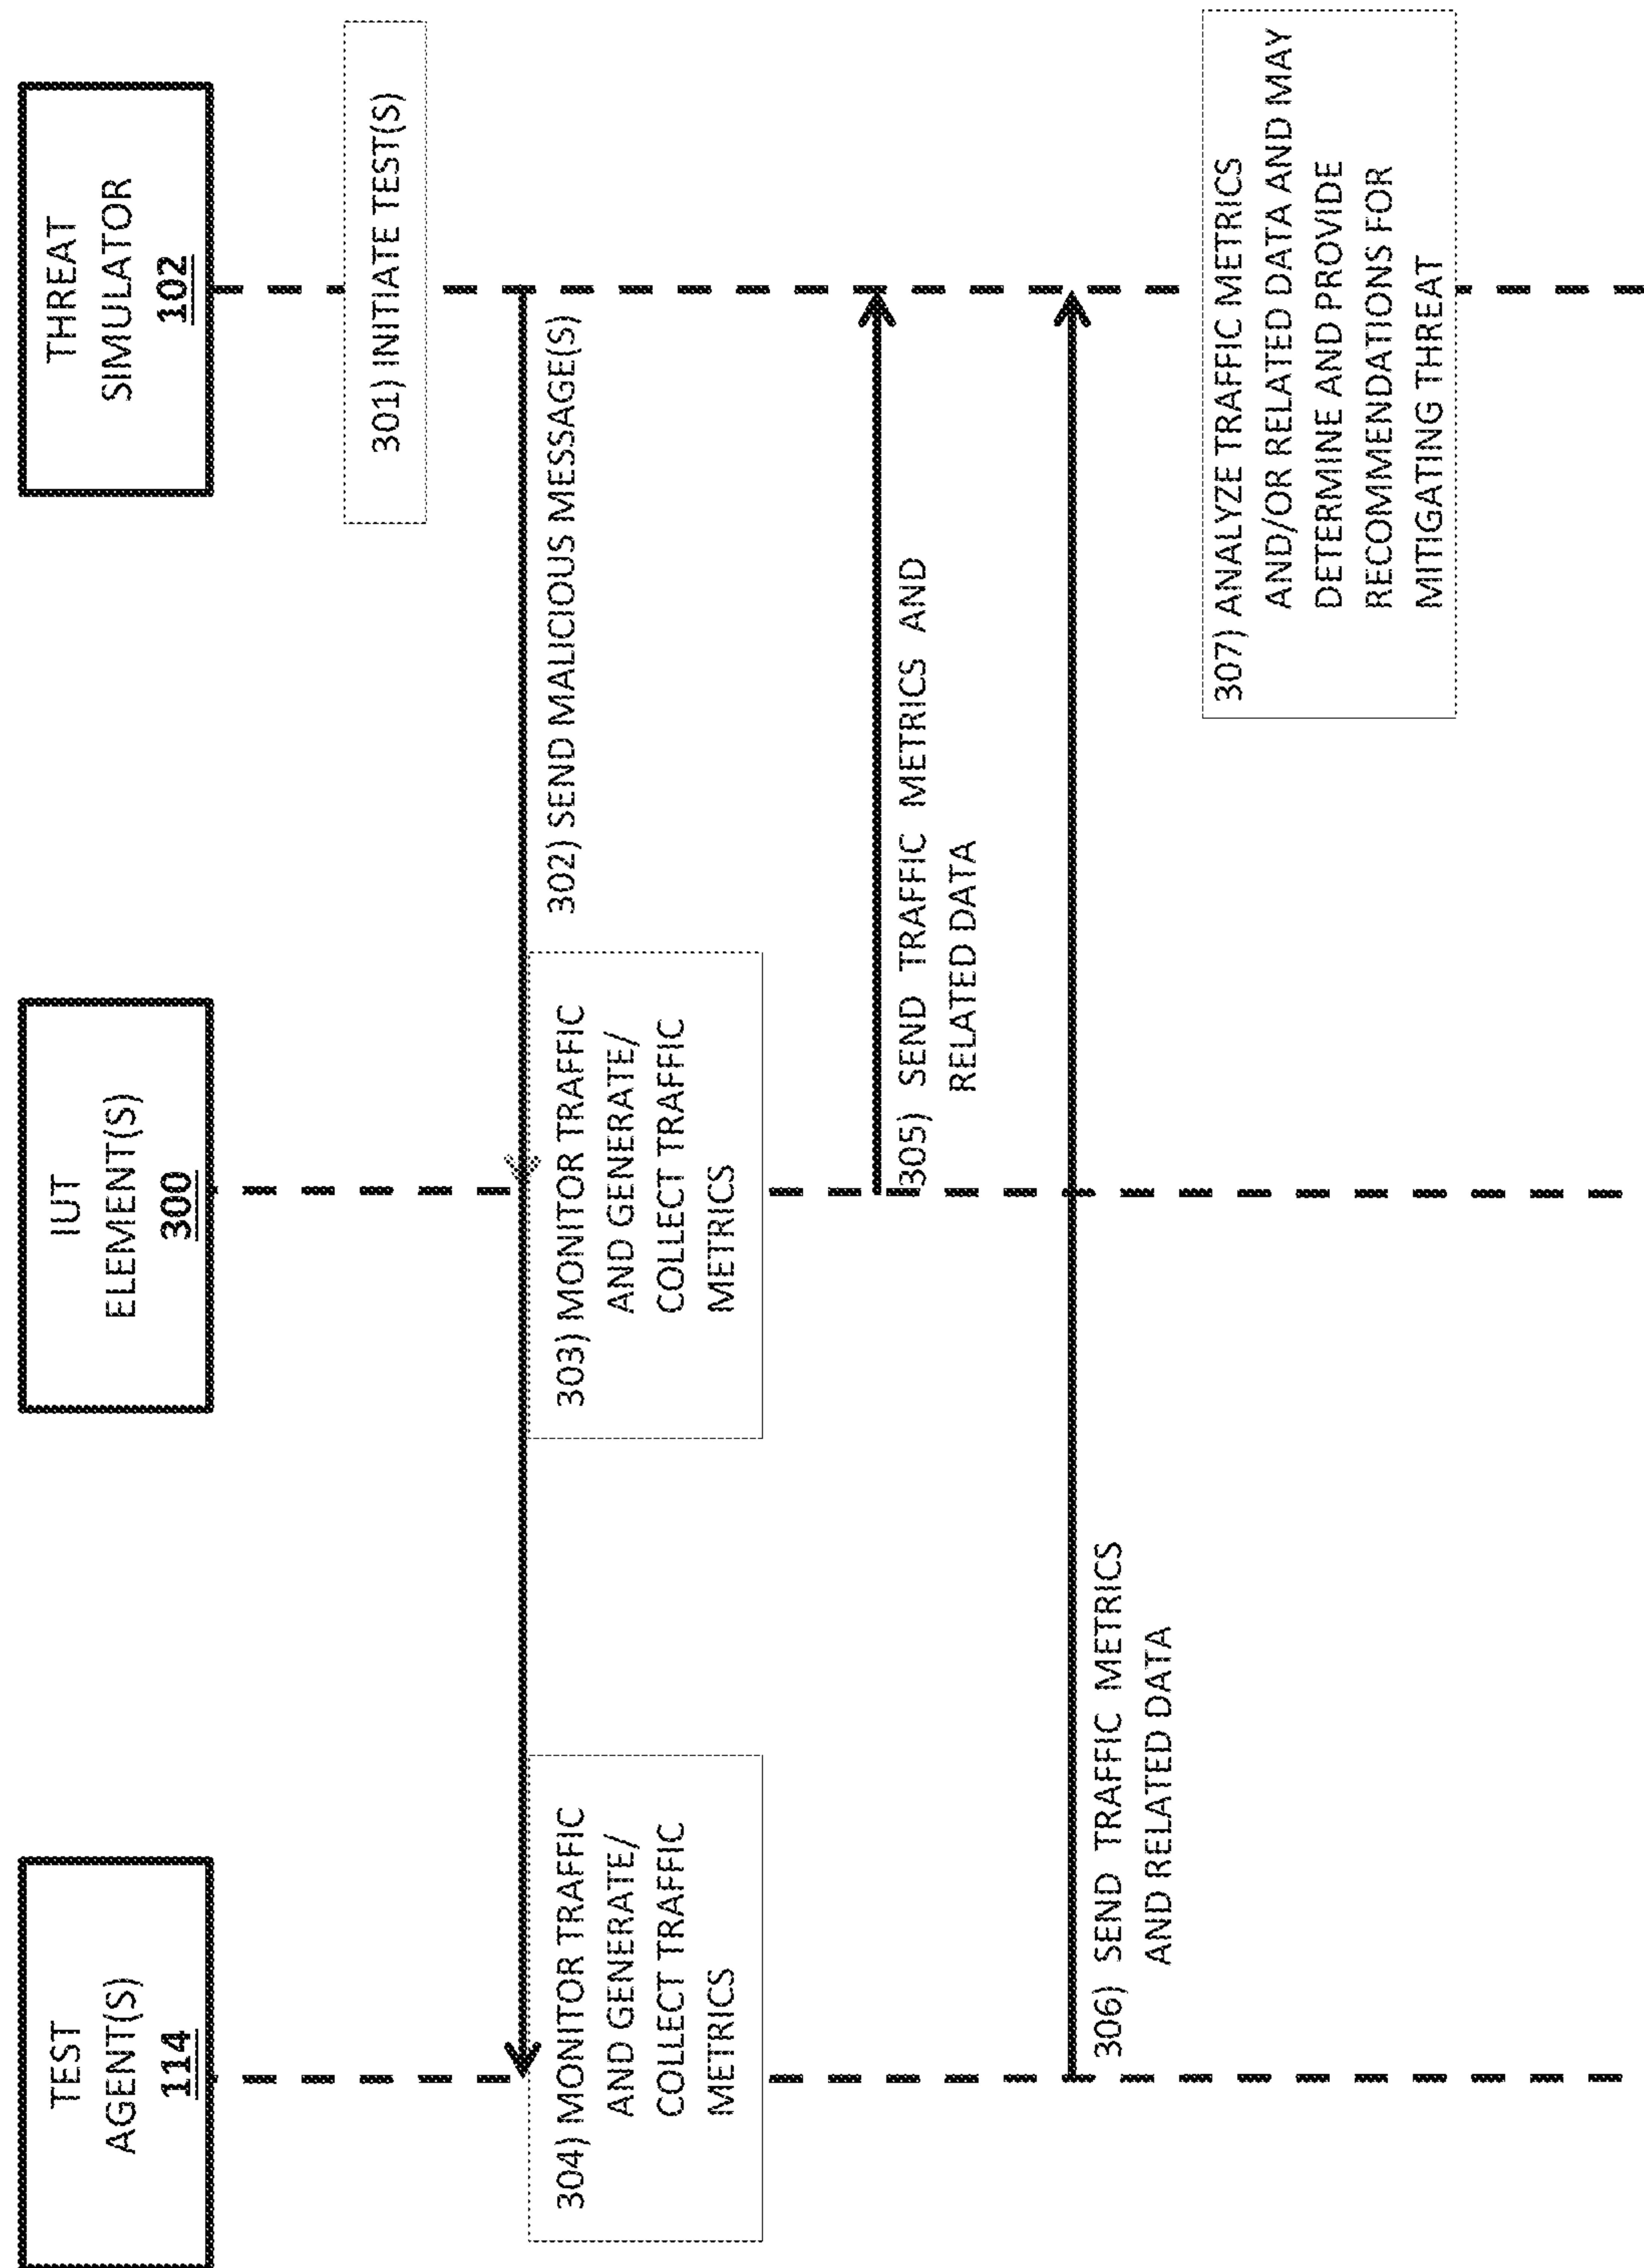 TEST
AGENT(S)
114
IUT
ELEMENT(S)
300
THREAT
SIMULATOR
102
301) INITIATE TEST(S)
302) SEND MALICIOUS MESSAGE(S)
304) MONITOR TRAFFIC
AND GENERATE/
COLLECT TRAFFIC
METRICS
303) MONITOR TRAFFIC
AND GENERATE/
COLLECT TRAFFIC
METRICS
305) SEND TRAFFIC METRICS AND
RELATED DATA
306) SEND TRAFFIC METRICS
AND RELATED DATA
307) ANALYZE TRAFFIC METRICS
AND/OR RELATED DATA AND MAY
DETERMINE AND PROVIDE
RECOMMENDATIONS FOR
MITIGATING THREAT